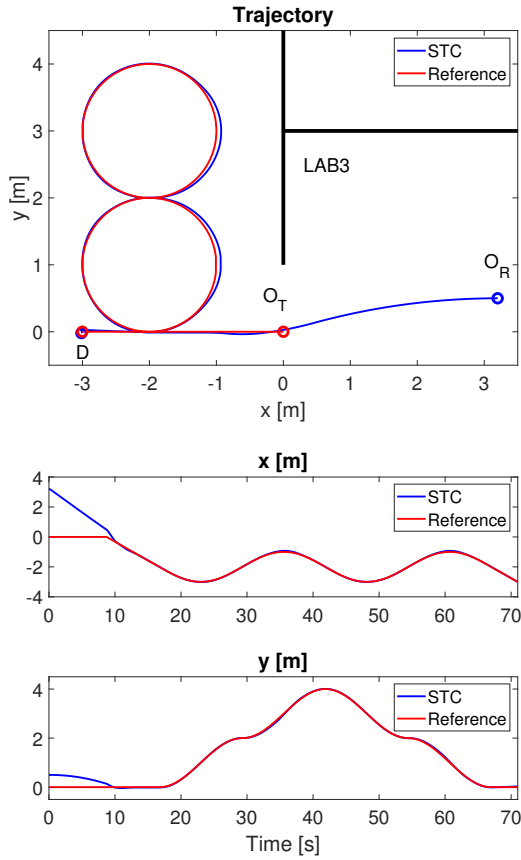 Trajectory
4
3
2
1
0
y [m]
STC
Reference
LAB3
O_T
O_R
D
-3 -2 -1 0 1 2 3
x [m]
x [m]
4
2
0
-2
-4
STC
Reference
0 10 20 30 40 50 60 70
y [m]
4
2
0
STC
Reference
0 10 20 30 40 50 60 70
Time [s]